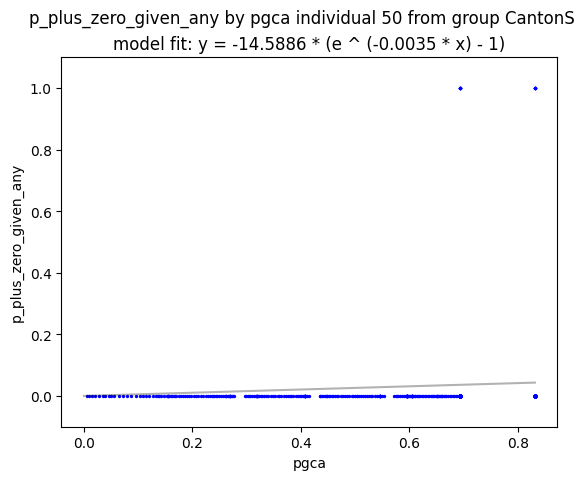 p_plus_zero_given_any by pgca individual 50 from group CantonS
model fit: y = -14.5886 * (e ^ (-0.0035 * x) - 1)
1.0
0.8
0.6
0.4
0.2
0.0
p_plus_zero_given_any
0.0 0.2 0.4 0.6 0.8
pgca